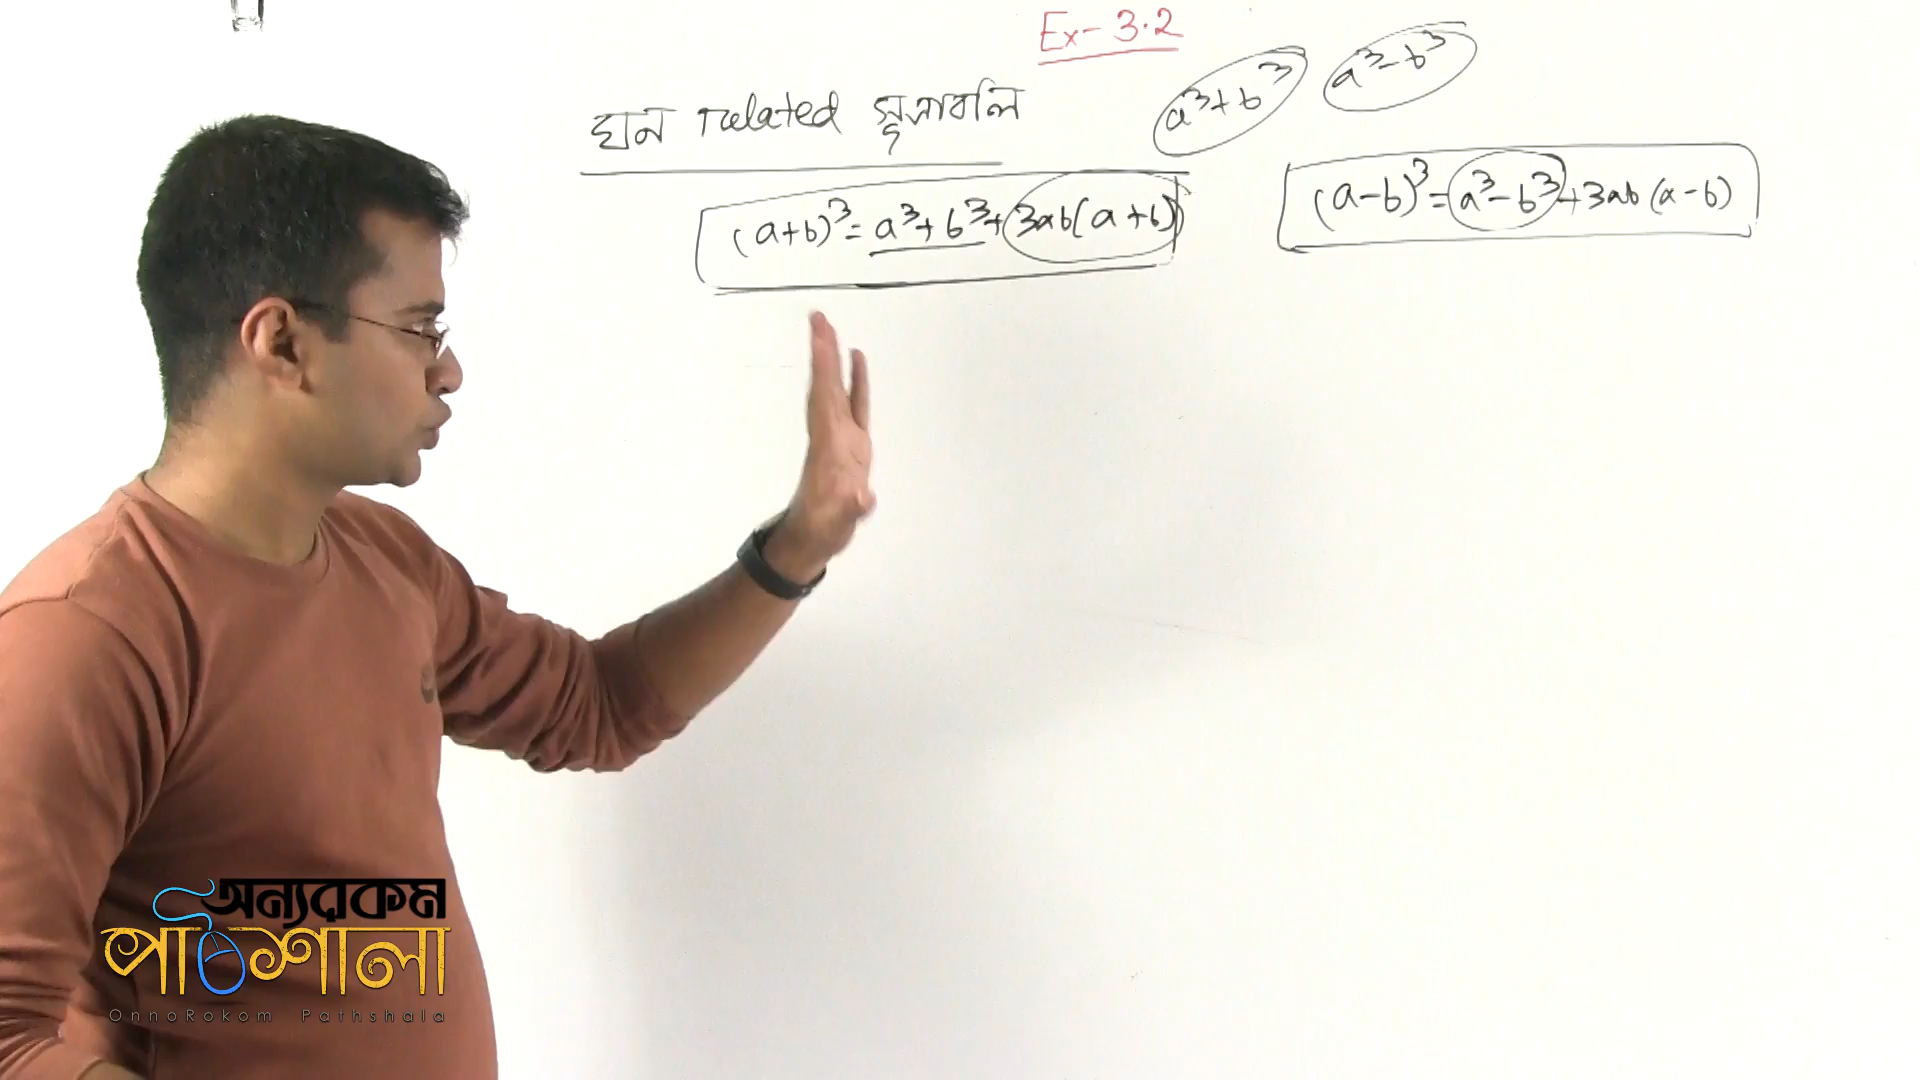 Ex- 3.2
ঘন related সূত্রাবলি
a³+b³ a³-b³
(a+b)³= a³+b³+3ab(a+b)
(a-b)³= a³-b³+3ab(a-b)
অন্যরকম
পাঠশালা
OnnoRokom Pathshala